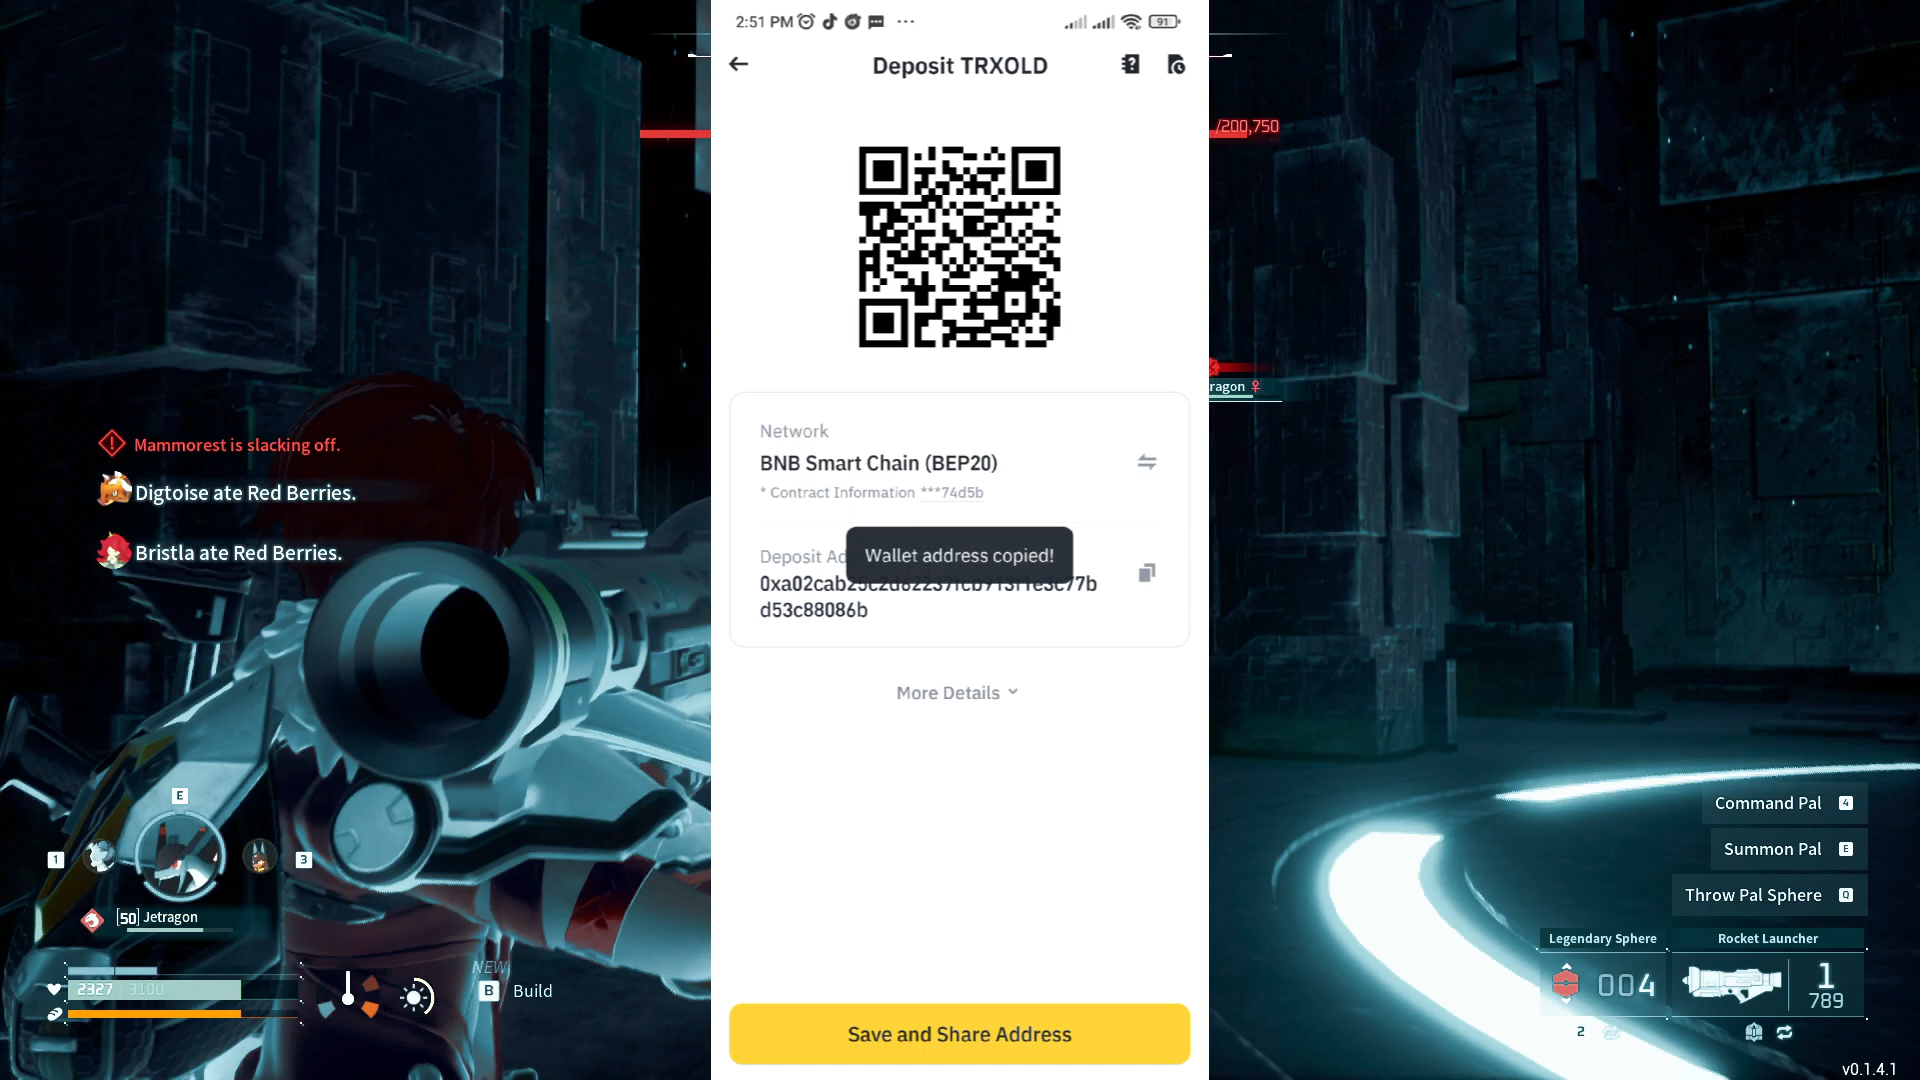 2:51 PM
91
Deposit TRXOLD
/200,750
ragon
Network
BNB Smart Chain (BEP20)
* Contract Information ***74d5b
Mammorest is slacking off.
Digtoise ate Red Berries.
Bristla ate Red Berries.
Wallet address copied!
Deposit Ad
d53c88086b
More Details
E
1
3
[50] Jetragon
2327 / 3100
NEW
B Build
Save and Share Address
Command Pal 4
Summon Pal E
Throw Pal Sphere Q
Legendary Sphere
Rocket Launcher
004
1
789
2
v0.1.4.1